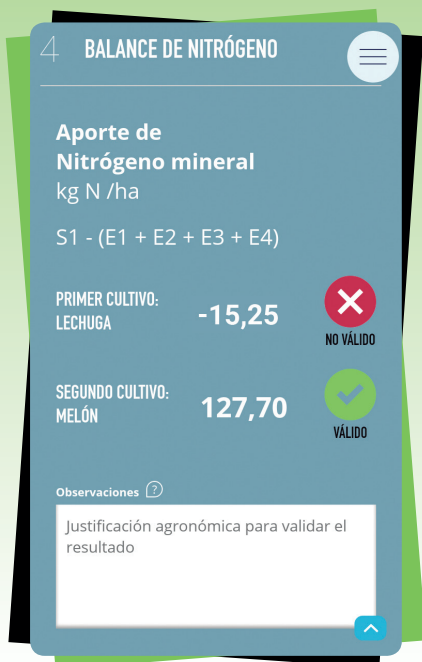 4 BALANCE DE NITRÓGENO
Aporte de
Nitrógeno mineral
kg N /ha
S1 - (E1 + E2 + E3 + E4)
PRIMER CULTIVO:
LECHUGA
-15,25
NO VÁLIDO
SEGUNDO CULTIVO:
MELÓN
127,70
VÁLIDO
Observaciones ?
Justificación agronómica para validar el
resultado